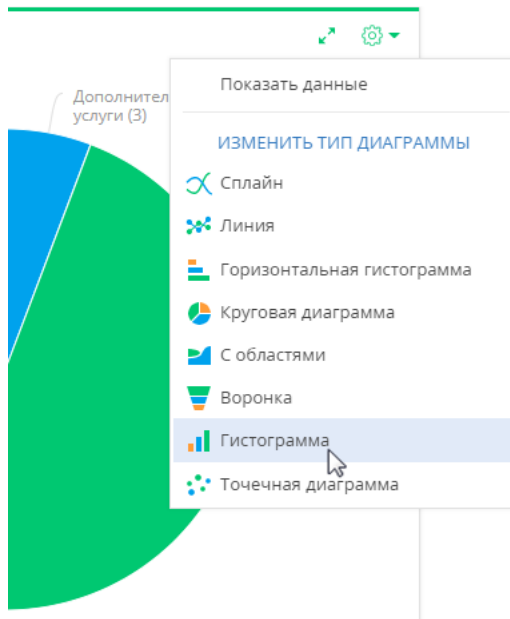 Показать данные
Дополнител
услуги (3)
ИЗМЕНИТЬ ТИП ДИАГРАММЫ
Сплайн
Линия
Горизонтальная гистограмма
Круговая диаграмма
С областями
Воронка
Гистограмма
Точечная диаграмма